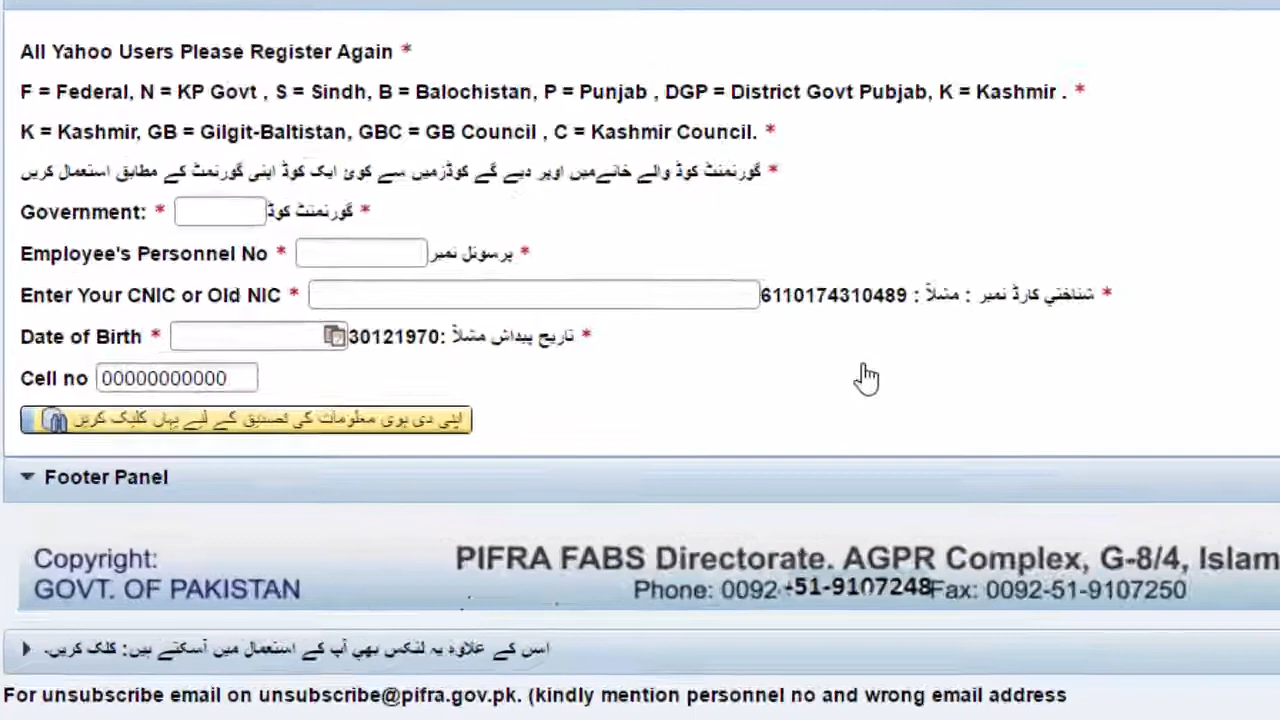 All Yahoo Users Please Register Again *
F = Federal, N = KP Govt , S = Sindh, B = Balochistan, P = Punjab , DGP = District Govt Pubjab, K = Kashmir . *
K = Kashmir, GB = Gilgit-Baltistan, GBC = GB Council , C = Kashmir Council. *
گورنمنٹ کوڈ والے خانےمیں اوپر دیے گے کوڈزمیں سے کوئ ایک کوڈ اپنی گورنمٹ کے مطابق استعمال کریں *
Government: * گورنمنٹ کوڈ *
Employee's Personnel No * پرسونل نمبر *
Enter Your CNIC or Old NIC * شناختي کارڈ نمبر : مثلاً : 6110174310489 *
Date of Birth * تاریح پیداش مثلاً :30121970 *
Cell no 00000000000
اپنی دی ہوی معلومات کی تصدیق کے لیے یہاں کلیک کریں
Footer Panel
Copyright: PIFRA FABS Directorate. AGPR Complex, G-8/4, Islam
GOVT. OF PAKISTAN Phone: 0092 +51-9107248 Fax: 0092-51-9107250
اسں کے علاوہ یہ لنکس بھی آپ کے استعمال میں آسکتے ہیں: کلک کریں.
For unsubscribe email on unsubscribe@pifra.gov.pk. (kindly mention personnel no and wrong email address